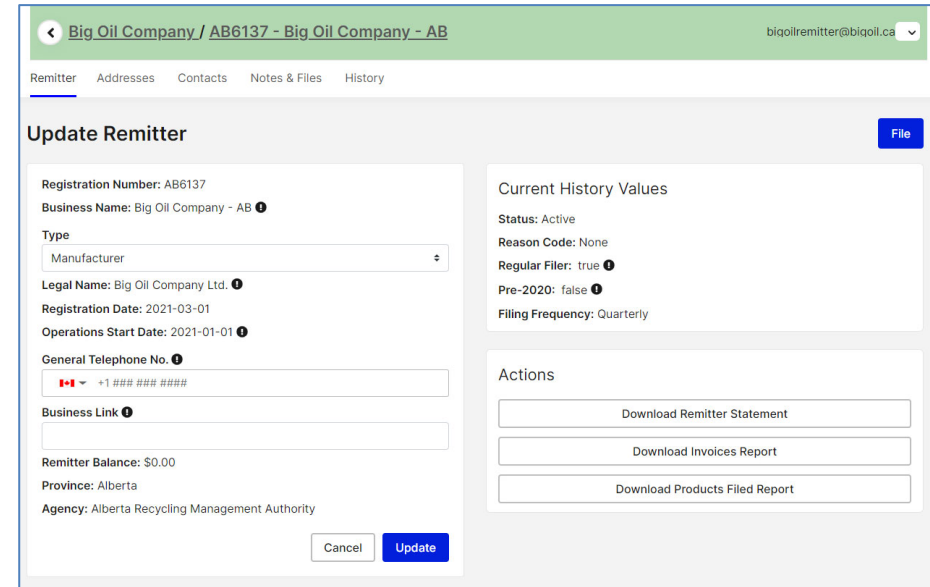 Big Oil Company / AB6137 - Big Oil Company - AB
bigoilremitter@bigoil.ca
Remitter Addresses Contacts Notes & Files History
Update Remitter
File
Registration Number: AB6137
Business Name: Big Oil Company - AB
Type
Manufacturer
Legal Name: Big Oil Company Ltd.
Registration Date: 2021-03-01
Operations Start Date: 2021-01-01
General Telephone No.
+1 ### ### ####
Business Link
Remitter Balance: $0.00
Province: Alberta
Agency: Alberta Recycling Management Authority
Cancel Update
Current History Values
Status: Active
Reason Code: None
Regular Filer: true
Pre-2020: false
Filing Frequency: Quarterly
Actions
Download Remitter Statement
Download Invoices Report
Download Products Filed Report